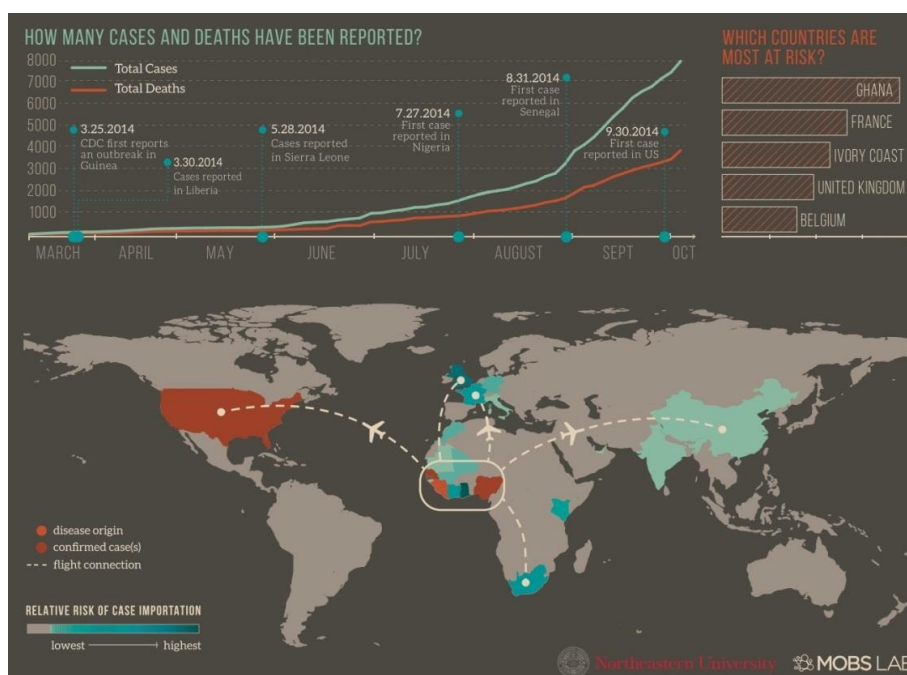 HOW MANY CASES AND DEATHS HAVE BEEN REPORTED?
8000
7000
6000
5000
4000
3000
2000
1000
Total Cases
Total Deaths
3.25.2014
CDC first reports
an outbreak in
Guinea
3.30.2014
Cases reported
in Liberia
5.28.2014
Cases reported
in Sierra Leone
7.27.2014
First case
reported in
Nigeria
8.31.2014
First case
reported in
Senegal
9.30.2014
First case
reported in US
MARCH APRIL MAY JUNE JULY AUGUST SEPT OCT
WHICH COUNTRIES ARE
MOST AT RISK?
GHANA
FRANCE
IVORY COAST
UNITED KINGDOM
BELGIUM
disease origin
confirmed case(s)
flight connection
RELATIVE RISK OF CASE IMPORTATION
lowest highest
Northeastern University
MOBS LAB